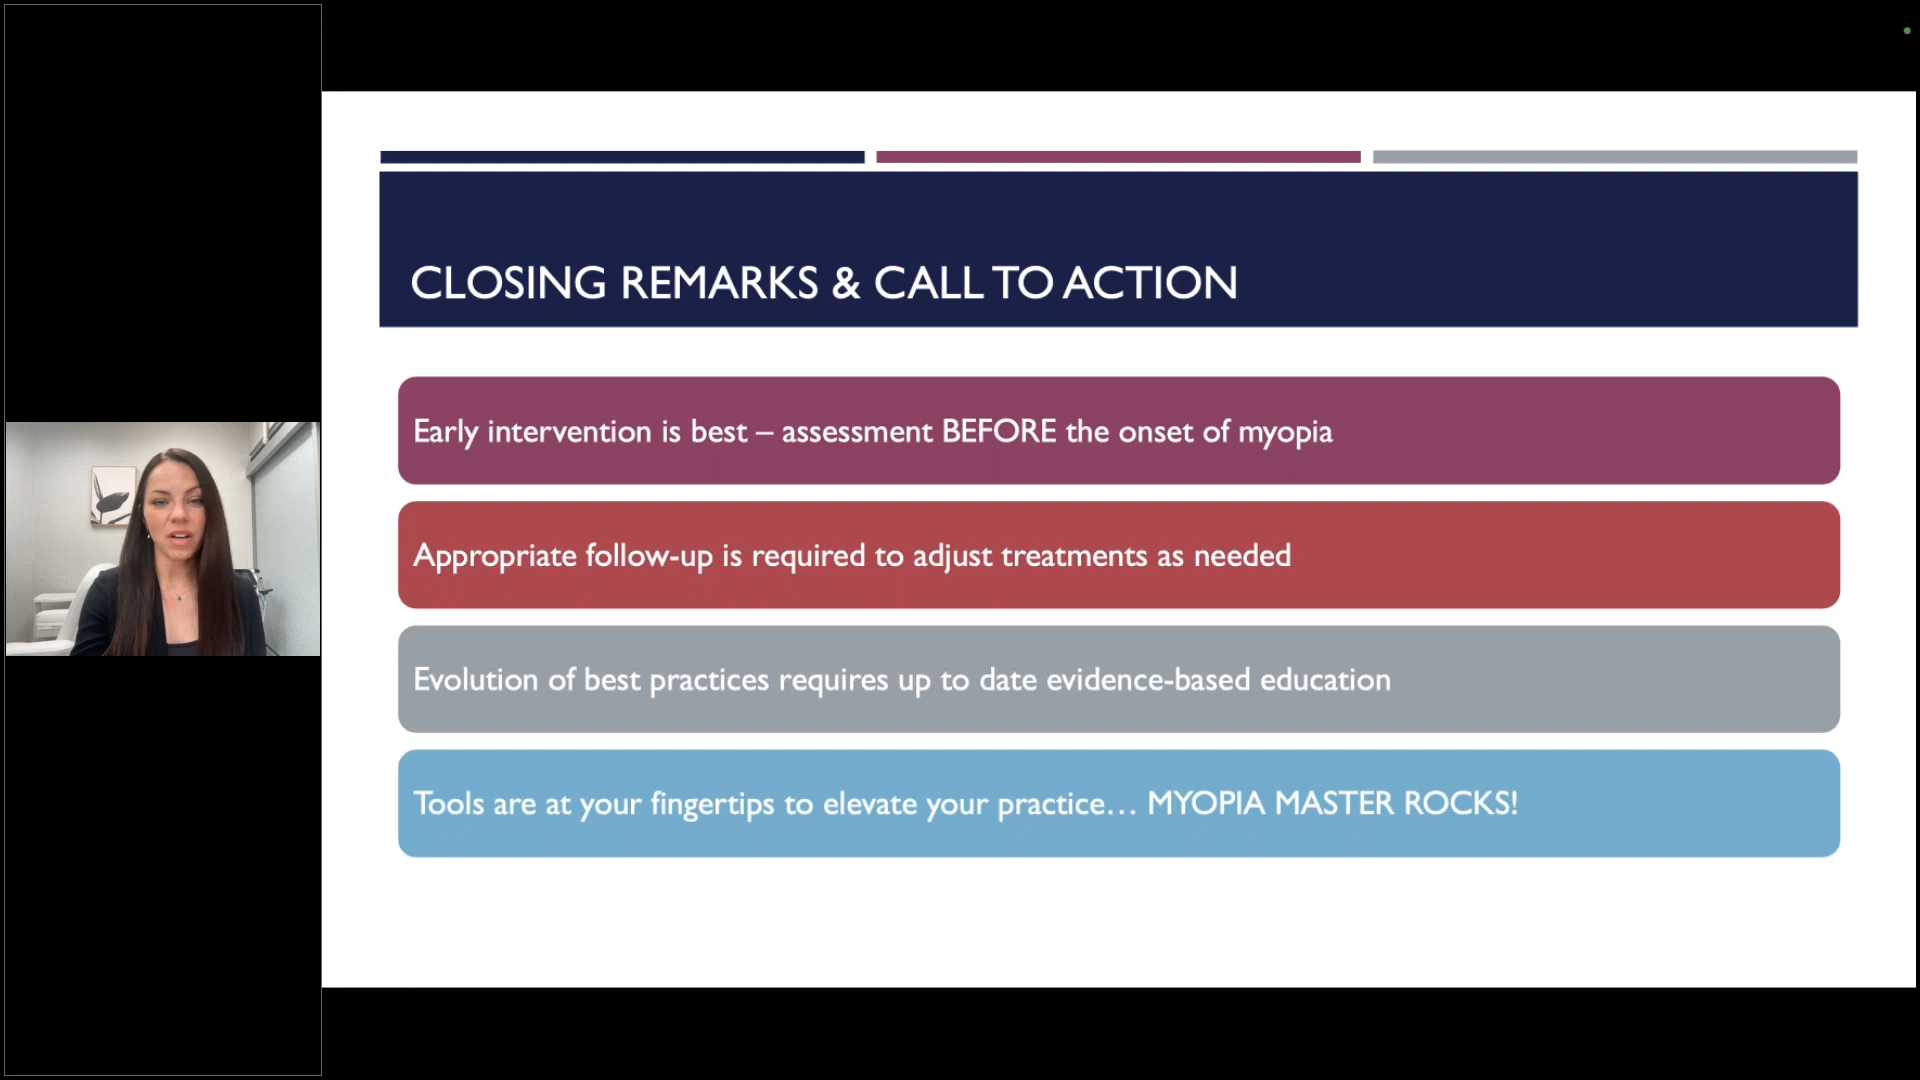 CLOSING REMARKS & CALL TO ACTION
Early intervention is best – assessment BEFORE the onset of myopia
Appropriate follow-up is required to adjust treatments as needed
Evolution of best practices requires up to date evidence-based education
Tools are at your fingertips to elevate your practice… MYOPIA MASTER ROCKS!